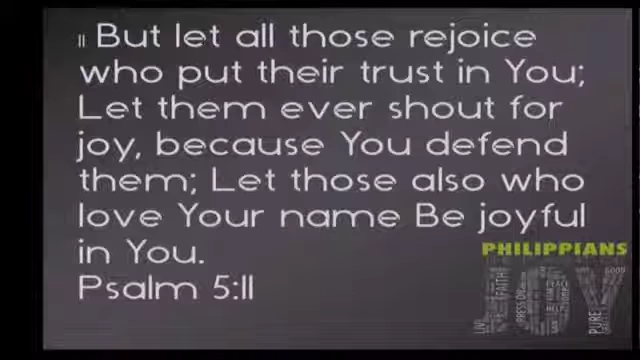 11 But let all those rejoice
who put their trust in You;
Let them ever shout for
joy, because You defend
them; Let those also who
love Your name Be joyful
in You.
Psalm 5:11
PHILIPPIANS
JOY
FAITH
PURE